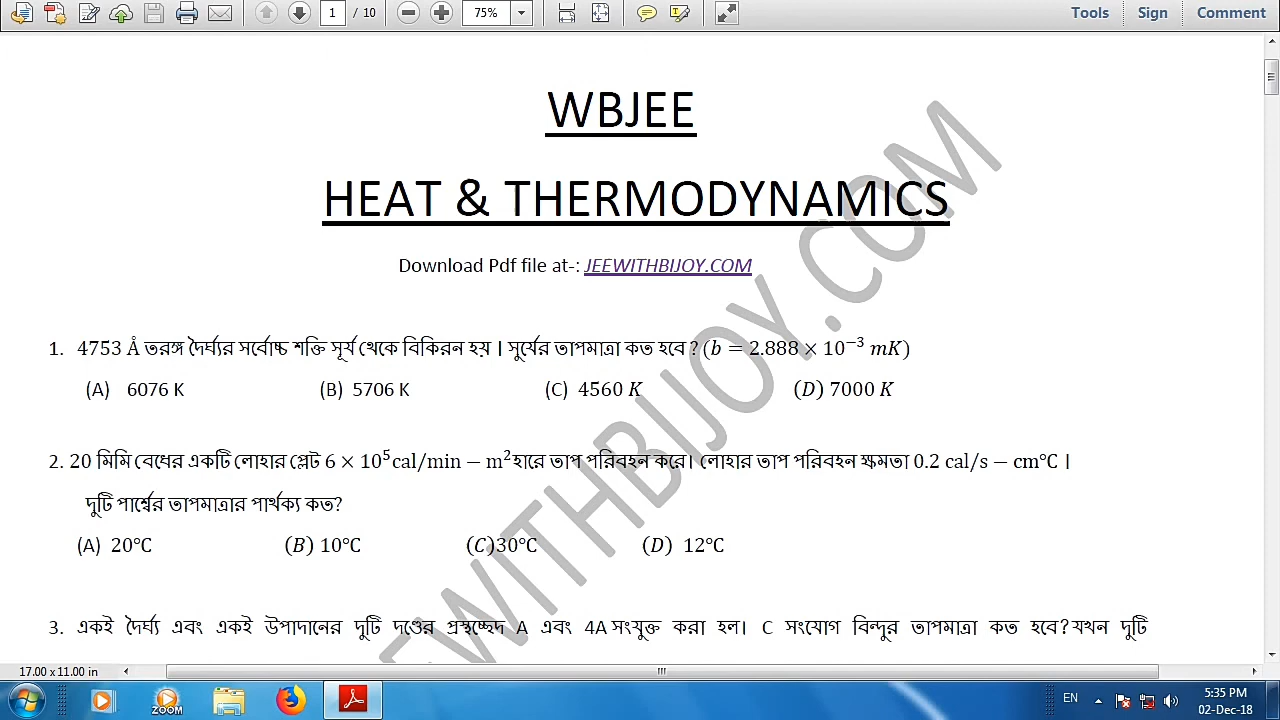 1 / 10 75% Tools Sign Comment
WBJEE
HEAT & THERMODYNAMICS
Download Pdf file at-: JEEWITHBIJOY.COM
1. 4753 Å তরঙ্গ দৈর্ঘ্যর সর্বোচ্চ শক্তি সূর্য থেকে বিকিরন হয়। সুর্যের তাপমাত্রা কত হবে? (b = 2.888 × 10⁻³ mK)
(A) 6076 K (B) 5706 K (C) 4560 K (D) 7000 K
2. 20 মিমি বেধের একটি লোহার প্লেট 6 × 10⁵cal/min − m²হারে তাপ পরিবহন করে। লোহার তাপ পরিবহন ক্ষমতা 0.2 cal/s − cm℃ ।
দুটি পার্শ্বের তাপমাত্রার পার্থক্য কত?
(A) 20℃ (B) 10℃ (C)30℃ (D) 12℃
3. একই দৈর্ঘ্য এবং একই উপাদানের দুটি দণ্ডের প্রস্থচ্ছেদ A এবং 4A সংযুক্ত করা হল। C সংযোগ বিন্দুর তাপমাত্রা কত হবে? যখন দুটি
EWITHBIJOY.COM
17.00 x 11.00 in
ZOOM
EN 5:35 PM
02-Dec-18